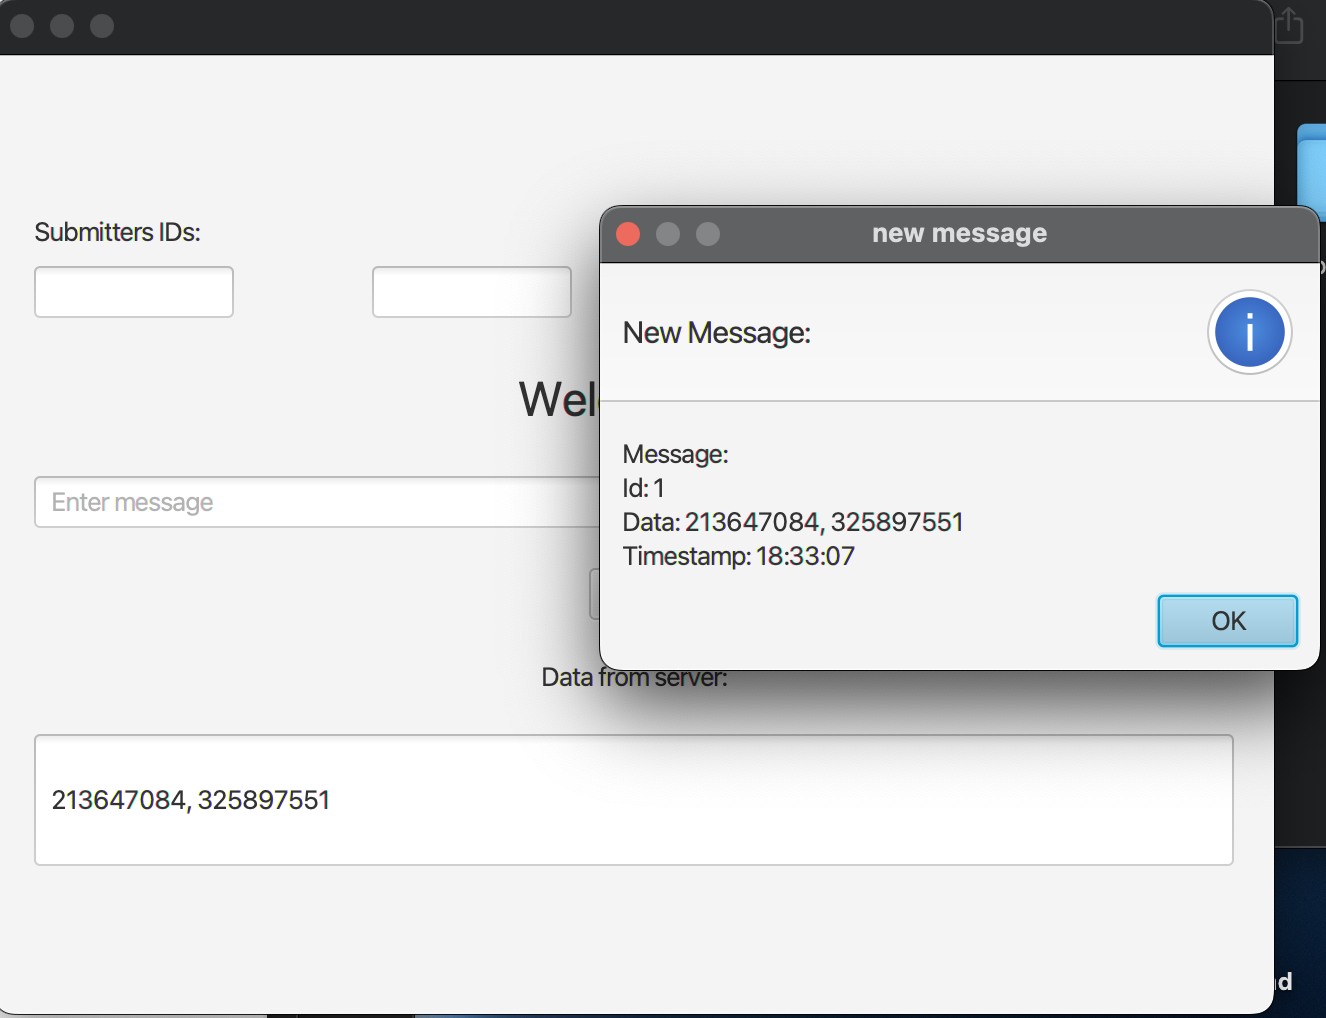 Submitters IDs:
new message
New Message:
Enter message
Message:
Id: 1
Data: 213647084, 325897551
Timestamp: 18:33:07
OK
Data from server:
213647084, 325897551